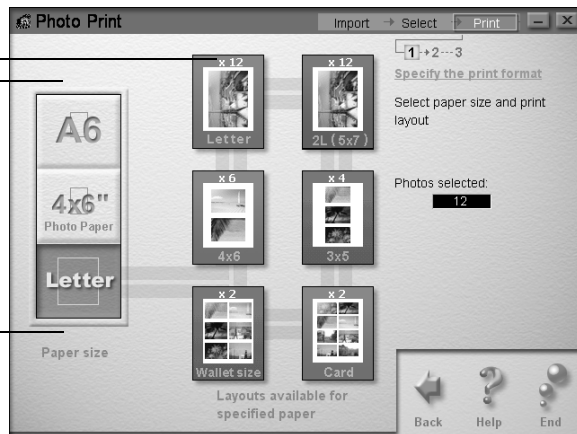 Photo Print
Import Select Print
1 2 3
Specify the print format
Select paper size and print
layout
Photos selected:
12
A6
4x6"
Photo Paper
Letter
Paper size
x 12
Letter
x 12
2L (5x7)
x 6
4x6
x 4
3x5
x 2
Wallet size
x 2
Card
Layouts available for
specified paper
Back Help End